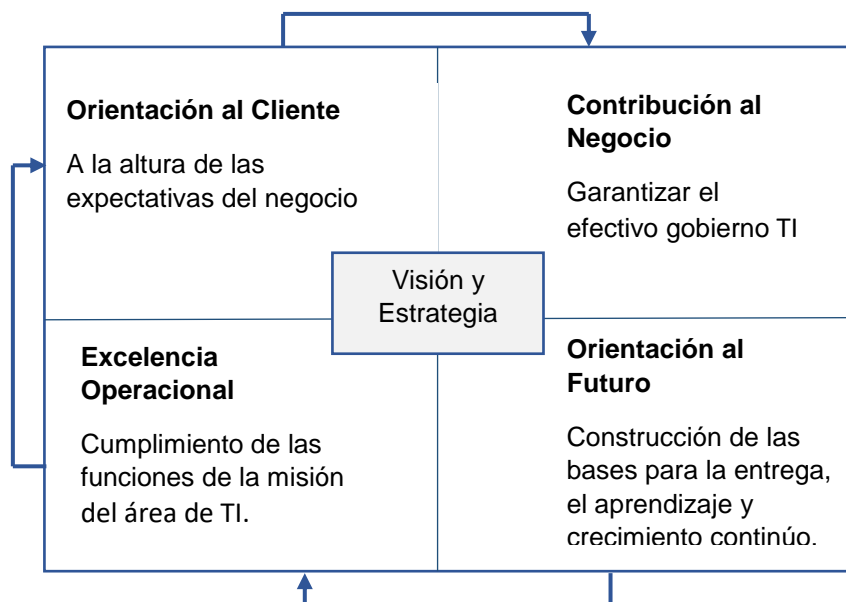 Orientación al Cliente
A la altura de las
expectativas del negocio
Contribución al
Negocio
Garantizar el
efectivo gobierno TI
Visión y
Estrategia
Excelencia
Operacional
Cumplimiento de las
funciones de la misión
del área de TI.
Orientación al
Futuro
Construcción de las
bases para la entrega,
el aprendizaje y
crecimiento continúo.